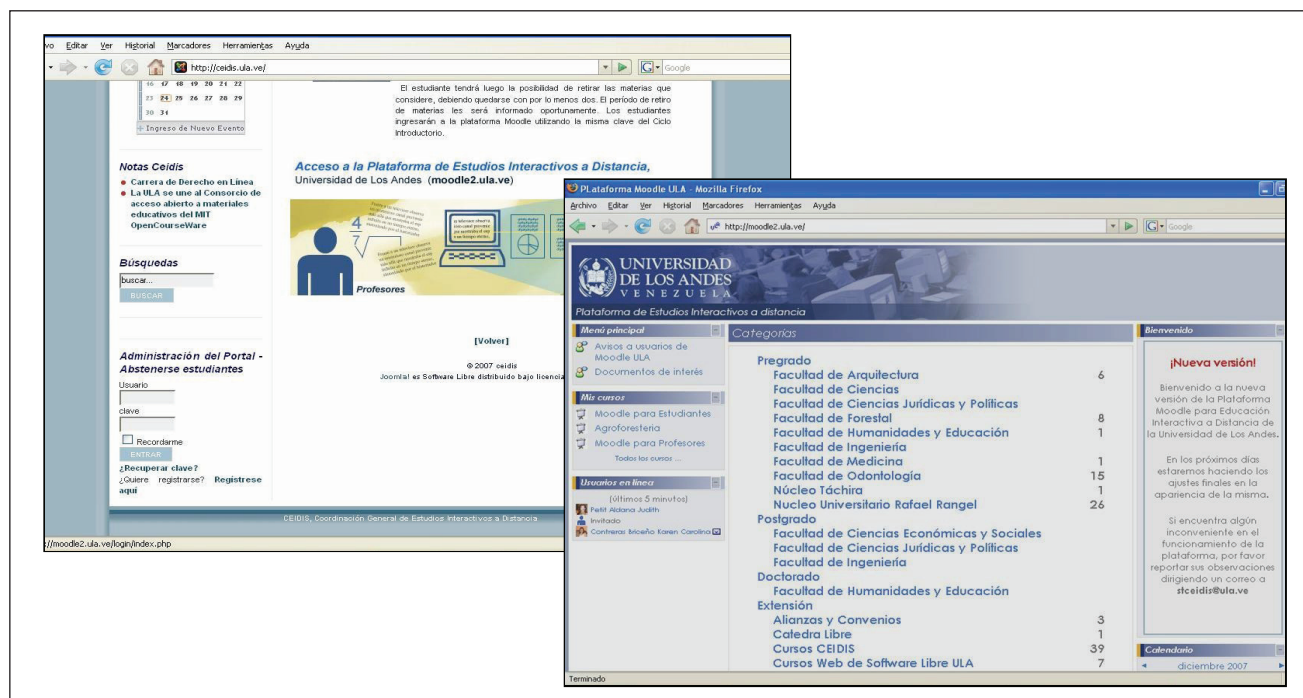 vo Editar Ver Historial Marcadores Herramientas Ayuda
http://ceidis.ula.ve/
Google
16 17 18 19 20 21 22
23 24 25 26 27 28 29
30 31
+ Ingreso de Nuevo Evento
El estudiante tendrá luego la posibilidad de retirar las materias que
considere, debiendo quedarse con por lo menos dos. El período de retiro
de materias les será informado oportunamente. Los estudiantes
ingresarán a la plataforma Moodle utilizando la misma clave del Ciclo
Introductorio.
Notas Ceidis
Carrera de Derecho en Línea
La ULA se une al Consorcio de
acceso abierto a materiales
educativos del MIT
OpenCourseWare
Búsquedas
buscar...
BUSCAR
Administración del Portal -
Abstenerse estudiantes
Usuario
clave
Recordarme
ENTRAR
¿Recuperar clave?
¿Quiere registrarse? Regístrese
aquí
Acceso a la Plataforma de Estudios Interactivos a Distancia,
Universidad de Los Andes (moodle2.ula.ve)
4
7
Profesores
[Volver]
© 2007 ceidis
Joomla! es Software Libre distribuido bajo licencia
CEIDIS, Coordinación General de Estudios Interactivos a Distancia
://moodle2.ula.ve/login/index.php
PLataforma Moodle ULA - Mozilla Firefox
Archivo Editar Ver Historial Marcadores Herramientas Ayuda
http://moodle2.ula.ve/
Google
UNIVERSIDAD
DE LOS ANDES
VENEZUELA
Plataforma de Estudios Interactivos a distancia
Menú principal
Avisos a usuarios de
Moodle ULA
Documentos de interés
Mis cursos
Moodle para Estudiantes
Agroforesteria
Moodle para Profesores
Todos los cursos ...
Usuarios en línea
(últimos 5 minutos)
Petit Aldana Judith
Invitado
Contreras Briceño Karen Carolina
Categorías
Pregrado
Facultad de Arquitectura 6
Facultad de Ciencias
Facultad de Ciencias Jurídicas y Políticas
Facultad de Forestal 8
Facultad de Humanidades y Educación 1
Facultad de Ingeniería
Facultad de Medicina 1
Facultad de Odontología 15
Núcleo Táchira 1
Nucleo Universitario Rafael Rangel 26
Postgrado
Facultad de Ciencias Económicas y Sociales
Facultad de Ciencias Jurídicas y Políticas
Facultad de Ingeniería
Doctorado
Facultad de Humanidades y Educación
Extensión
Alianzas y Convenios 3
Catedra Libre 1
Cursos CEIDIS 39
Cursos Web de Software Libre ULA 7
Bienvenido
¡Nueva versión!
Bienvenido a la nueva
versión de la Plataforma
Moodle para Educación
Interactiva a Distancia de
la Universidad de Los Andes.
En los próximos días
estaremos haciendo los
ajustes finales en la
apariencia de la misma.
Si encuentra algún
inconveniente en el
funcionamiento de la
plataforma, por favor
reportar sus observaciones
dirigiendo un correo a
stceidis@ula.ve
Calendario
diciembre 2007
Terminado